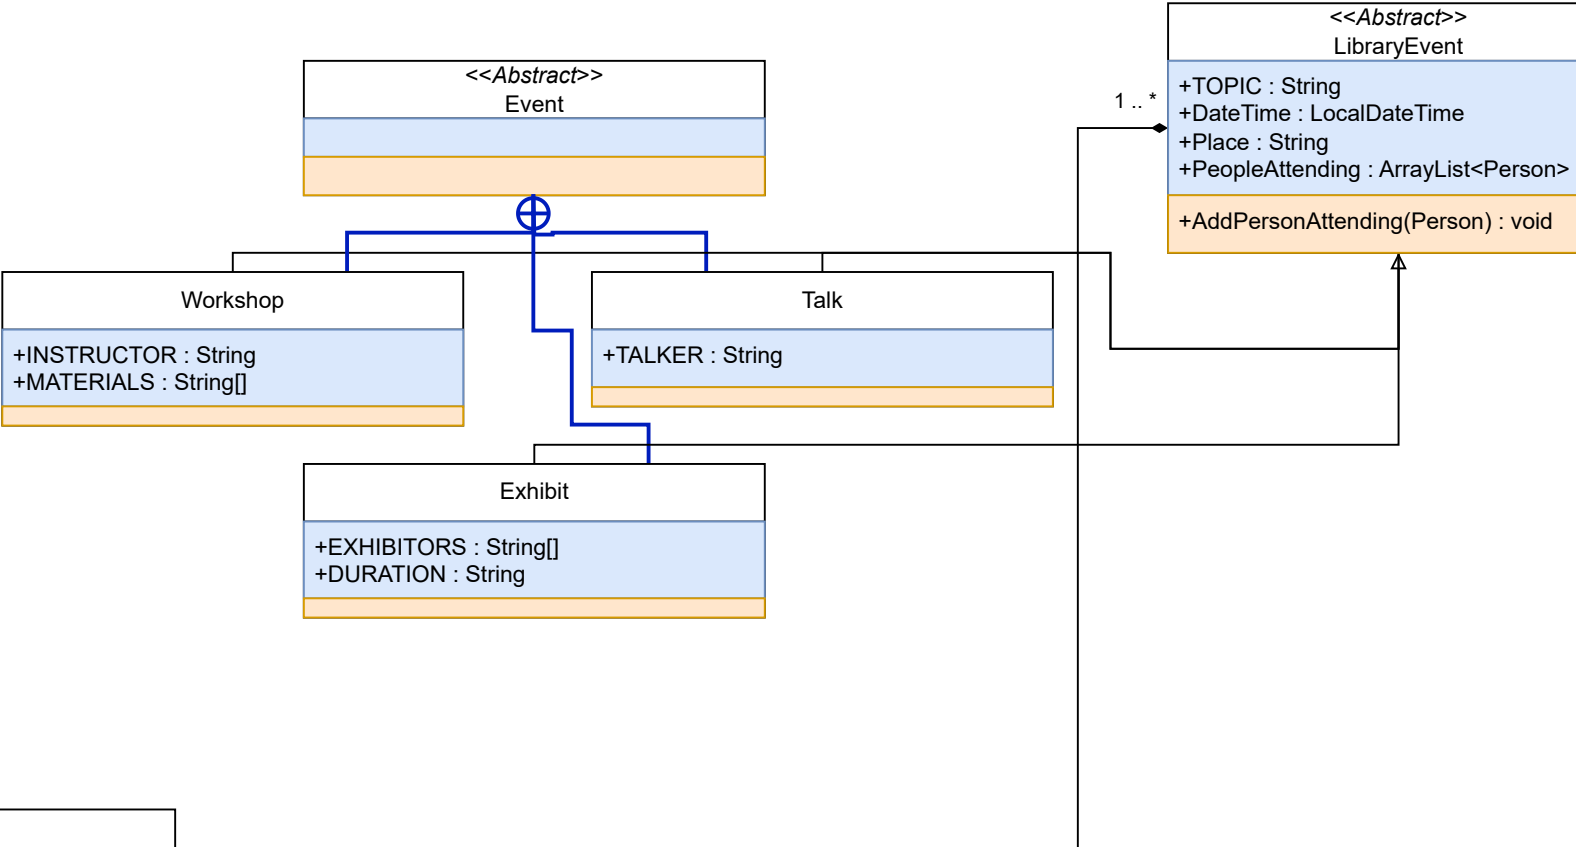 <<Abstract>>
LibraryEvent
+TOPIC : String
+DateTime : LocalDateTime
+Place : String
+PeopleAttending : ArrayList<Person>
+AddPersonAttending(Person) : void
1 .. *
<<Abstract>>
Event
Workshop
+INSTRUCTOR : String
+MATERIALS : String[]
Talk
+TALKER : String
Exhibit
+EXHIBITORS : String[]
+DURATION : String